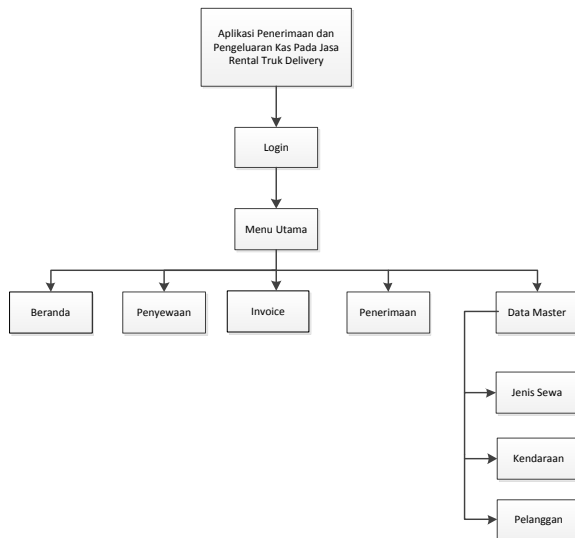 Aplikasi Penerimaan dan
Pengeluaran Kas Pada Jasa
Rental Truk Delivery
Login
Menu Utama
Beranda
Penyewaan
Invoice
Penerimaan
Data Master
Jenis Sewa
Kendaraan
Pelanggan